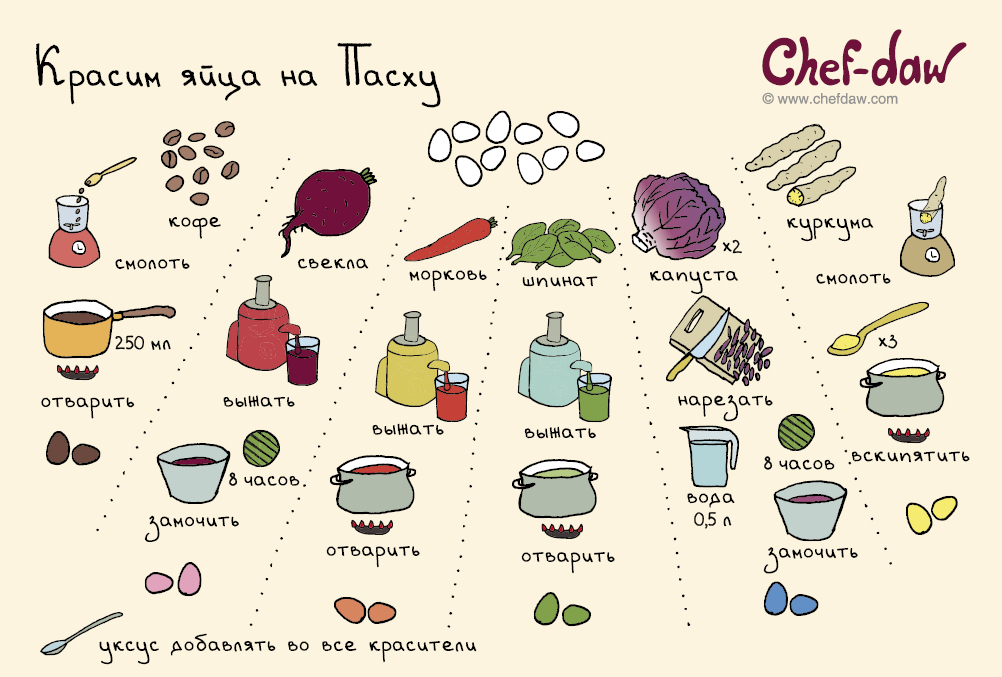 Красим яйца на Пасху
Chef-daw
© www.chefdaw.com
кофе
смолоть
250 мл
отварить
свекла
выжать
8 часов
замочить
морковь
выжать
отварить
шпинат
выжать
отварить
капуста
x2
нарезать
вода
0,5 л
8 часов
замочить
куркума
смолоть
x3
вскипятить
уксус добавлять во все красители